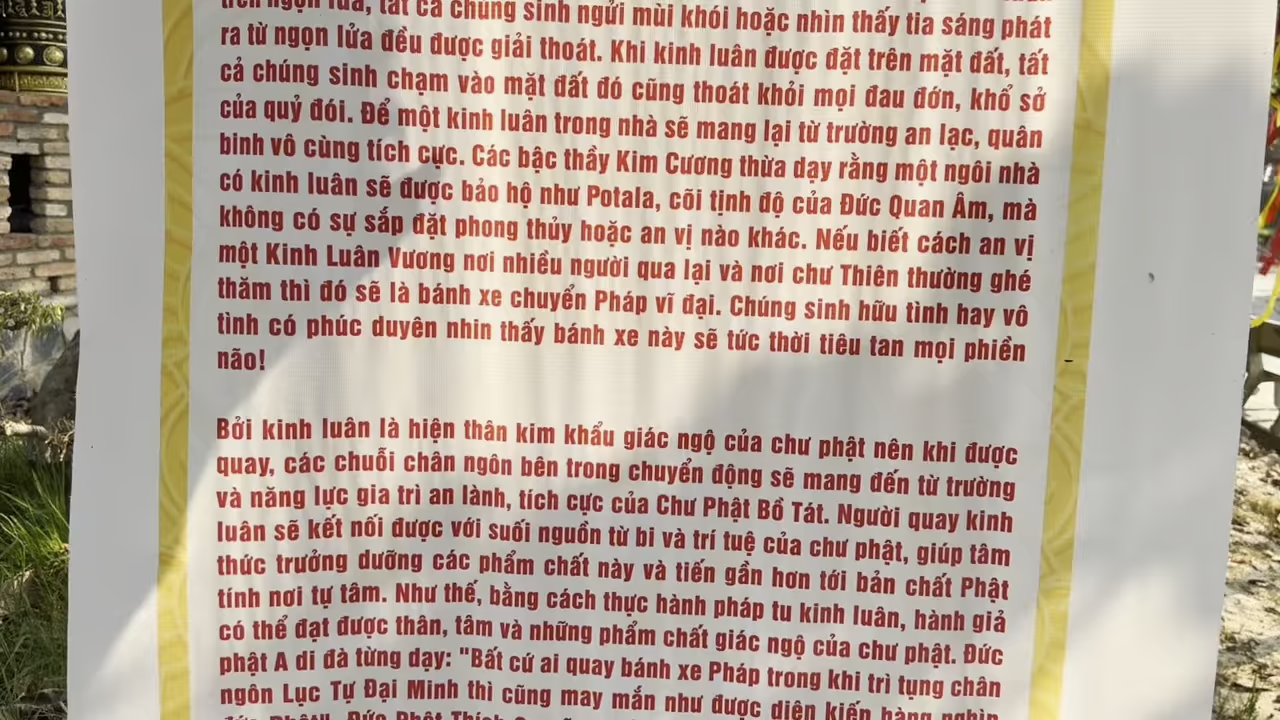 trên ngọn lửa, tất cả chúng sinh ngửi mùi khói hoặc nhìn thấy tia sáng phát
ra từ ngọn lửa đều được giải thoát. Khi kinh luân được đặt trên mặt đất, tất
cả chúng sinh chạm vào mặt đất đó cũng thoát khỏi mọi đau đớn, khổ sở
của quỷ đói. Để một kinh luân trong nhà sẽ mang lại từ trường an lạc, quân
bình vô cùng tích cực. Các bậc thầy Kim Cương thừa dạy rằng một ngôi nhà
có kinh luân sẽ được bảo hộ như Potala, cõi tịnh độ của Đức Quan Âm, mà
không có sự sắp đặt phong thủy hoặc an vị nào khác. Nếu biết cách an vị
một Kinh Luân Vương nơi nhiều người qua lại và nơi chư Thiên thường ghé
thăm thì đó sẽ là bánh xe chuyển Pháp vĩ đại. Chúng sinh hữu tình hay vô
tình có phúc duyên nhìn thấy bánh xe này sẽ tức thời tiêu tan mọi phiền
não!
Bởi kinh luân là hiện thân kim khẩu giác ngộ của chư phật nên khi được
quay, các chuỗi chân ngôn bên trong chuyển động sẽ mang đến từ trường
và năng lực gia trì an lành, tích cực của Chư Phật Bồ Tát. Người quay kinh
luân sẽ kết nối được với suối nguồn từ bi và trí tuệ của chư phật, giúp tâm
thức trưởng dưỡng các phẩm chất này và tiến gần hơn tới bản chất Phật
tính nơi tự tâm. Như thế, bằng cách thực hành pháp tu kinh luân, hành giả
có thể đạt được thân, tâm và những phẩm chất giác ngộ của chư phật. Đức
phật A di đà từng dạy: "Bất cứ ai quay bánh xe Pháp trong khi trì tụng chân
ngôn Lục Tự Đại Minh thì cũng may mắn như được diện kiến hàng nghìn